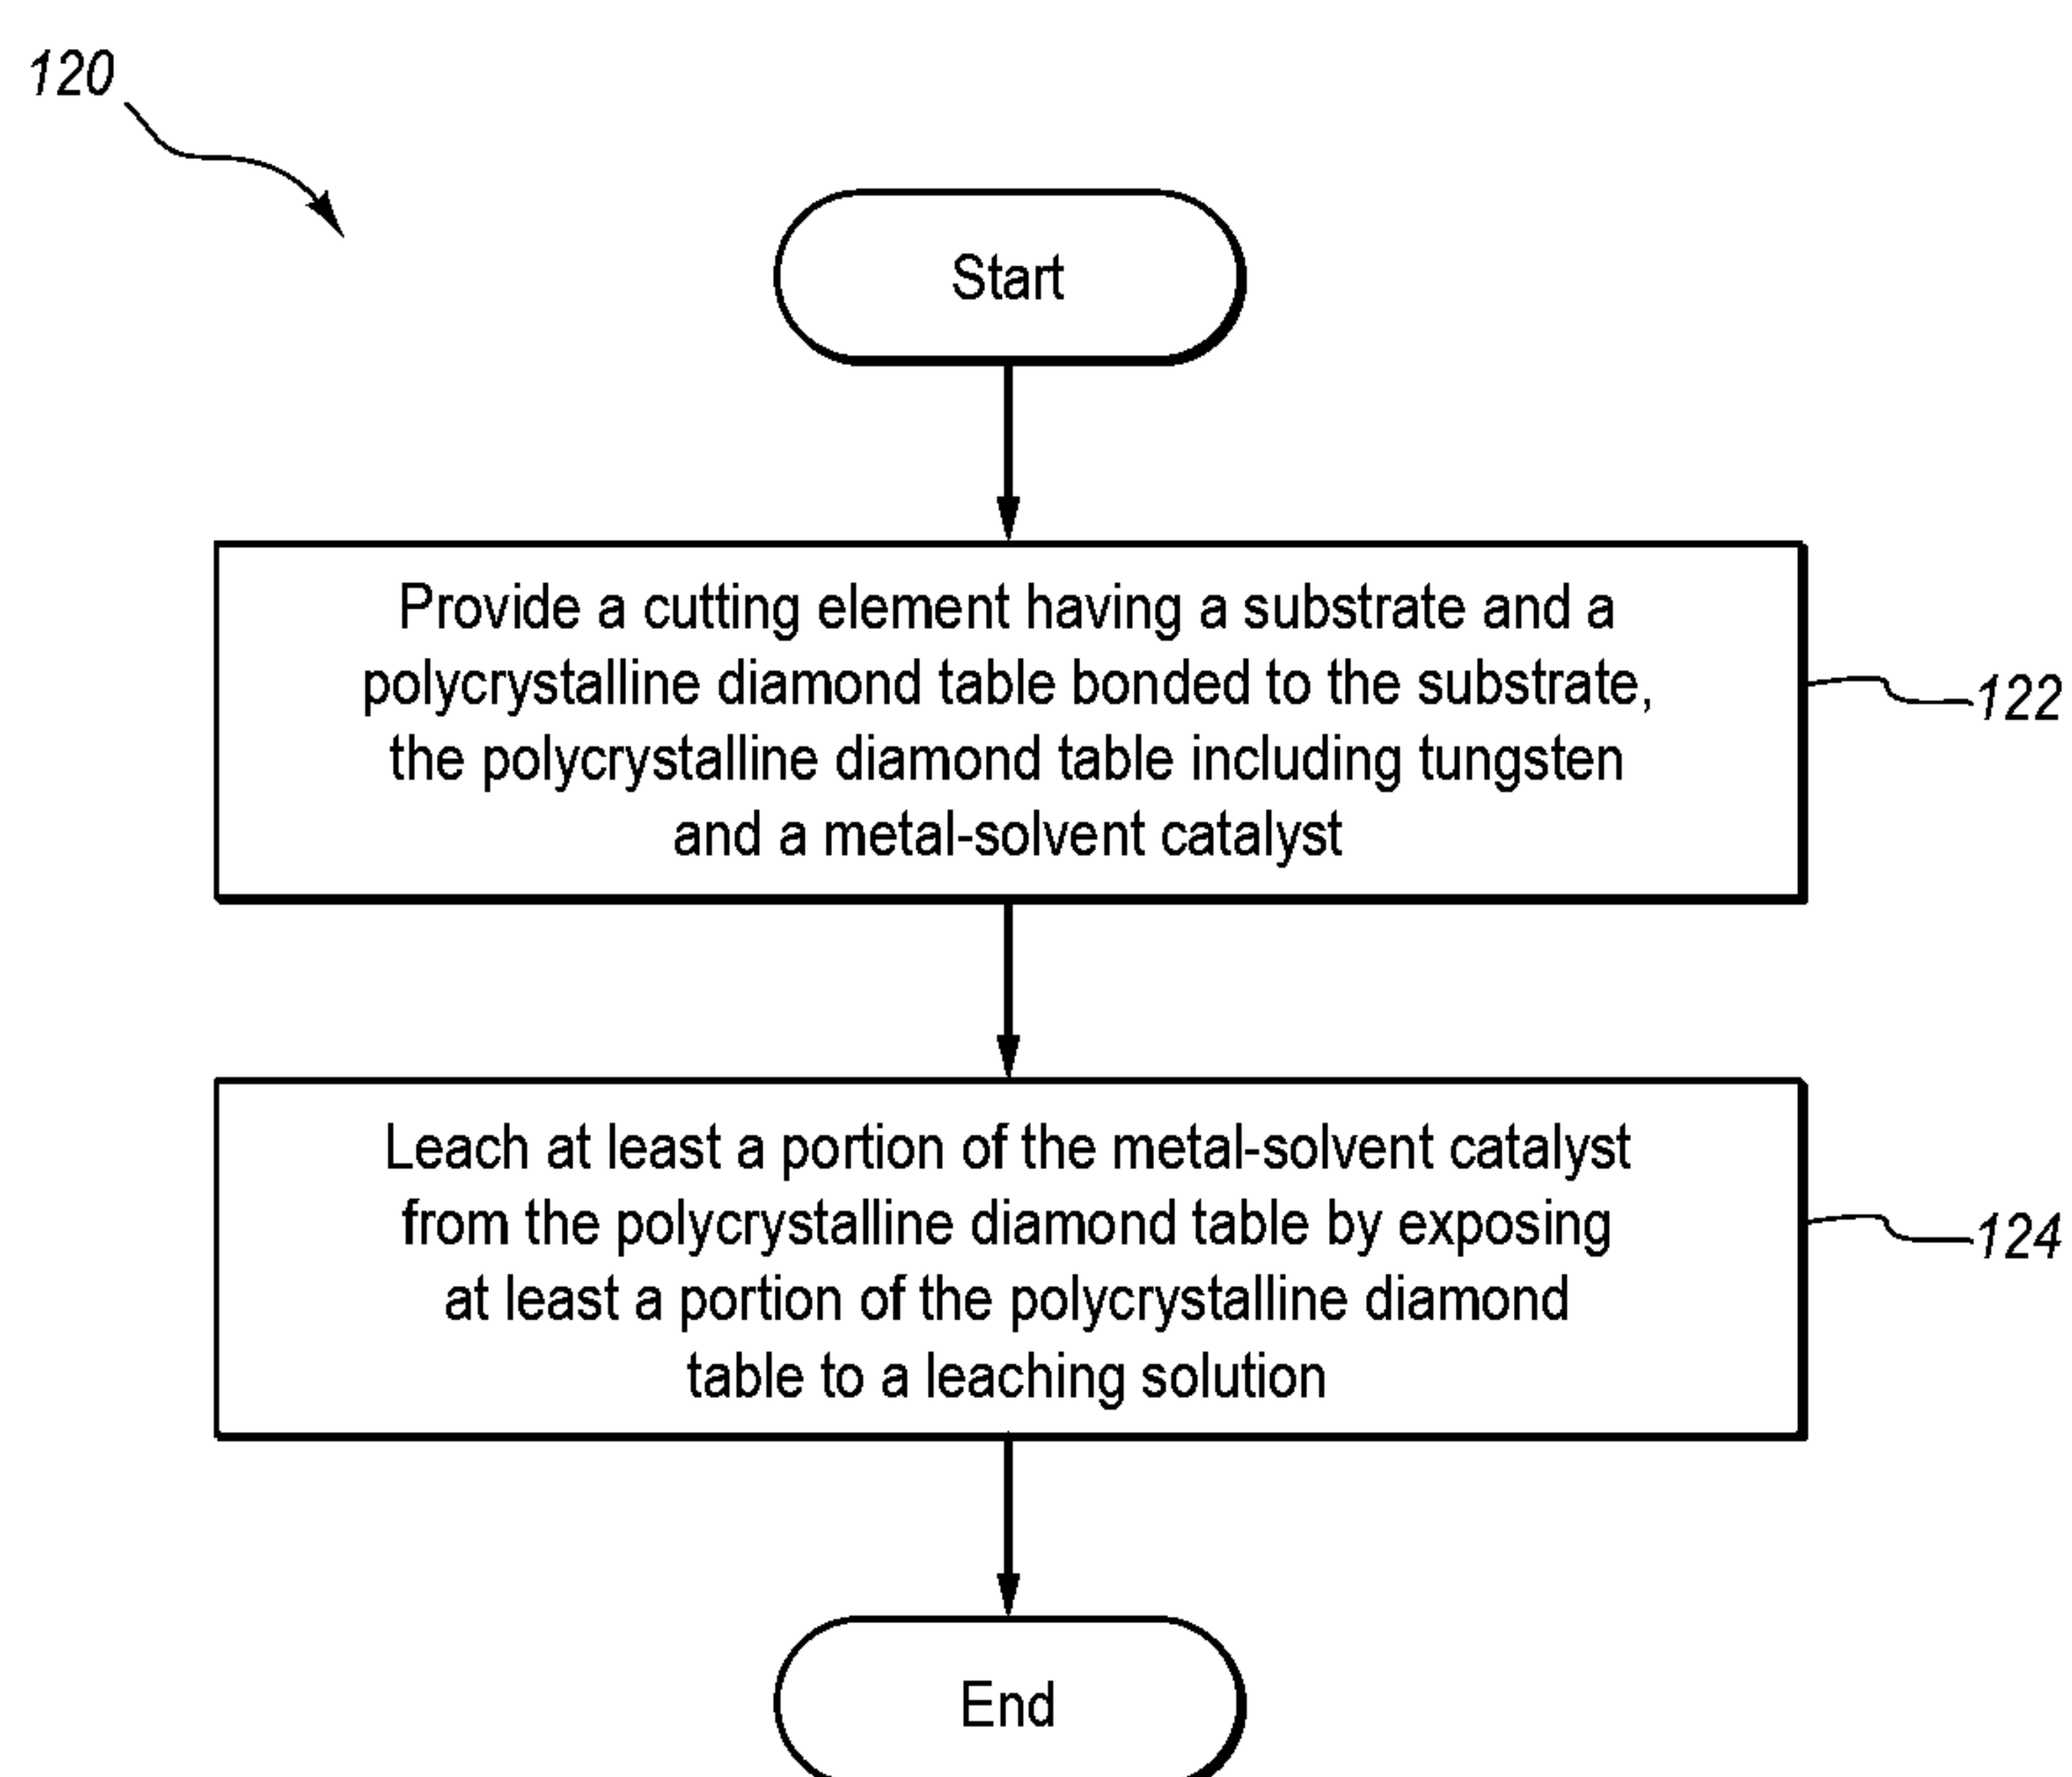 120
Start
Provide a cutting element having a substrate and a
polycrystalline diamond table bonded to the substrate,
the polycrystalline diamond table including tungsten
and a metal-solvent catalyst
122
Leach at least a portion of the metal-solvent catalyst
from the polycrystalline diamond table by exposing
at least a portion of the polycrystalline diamond
table to a leaching solution
124
End